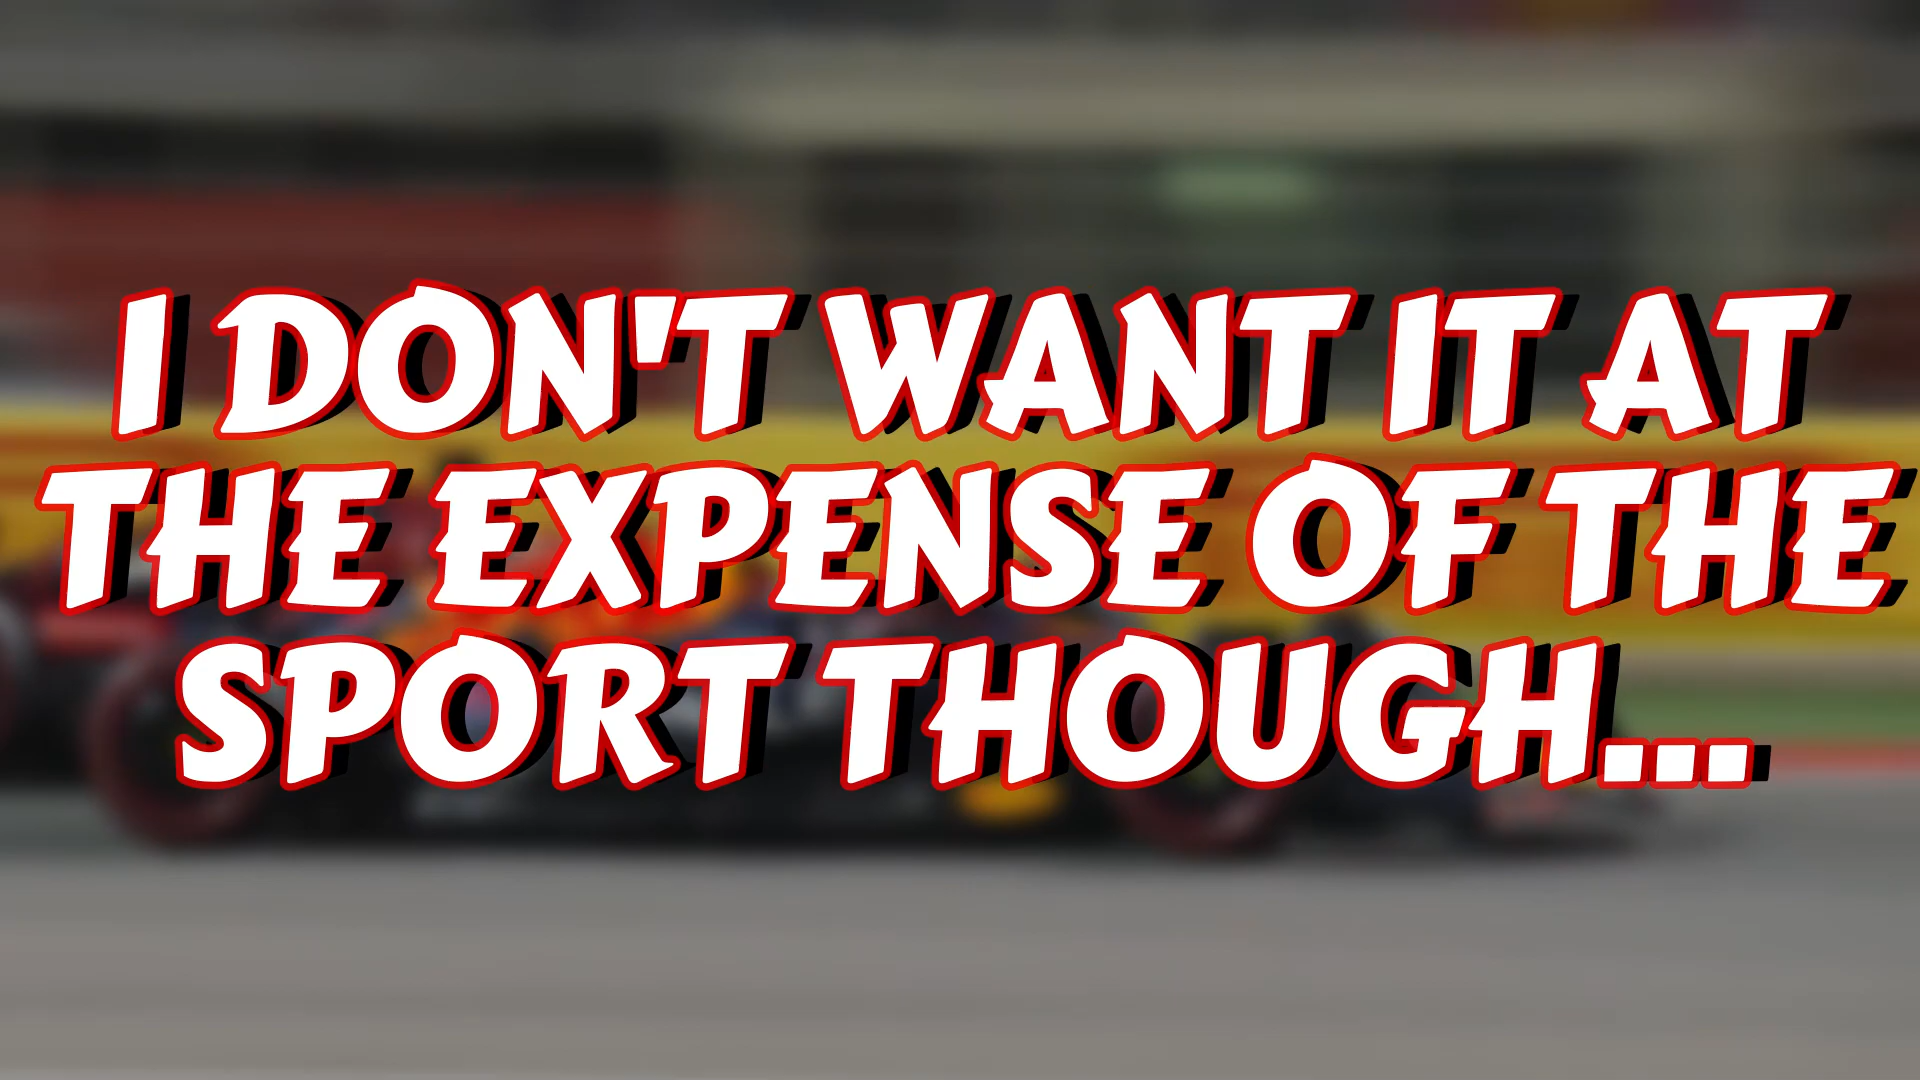 I DON'T WANT IT AT
THE EXPENSE OF THE
SPORT THOUGH...